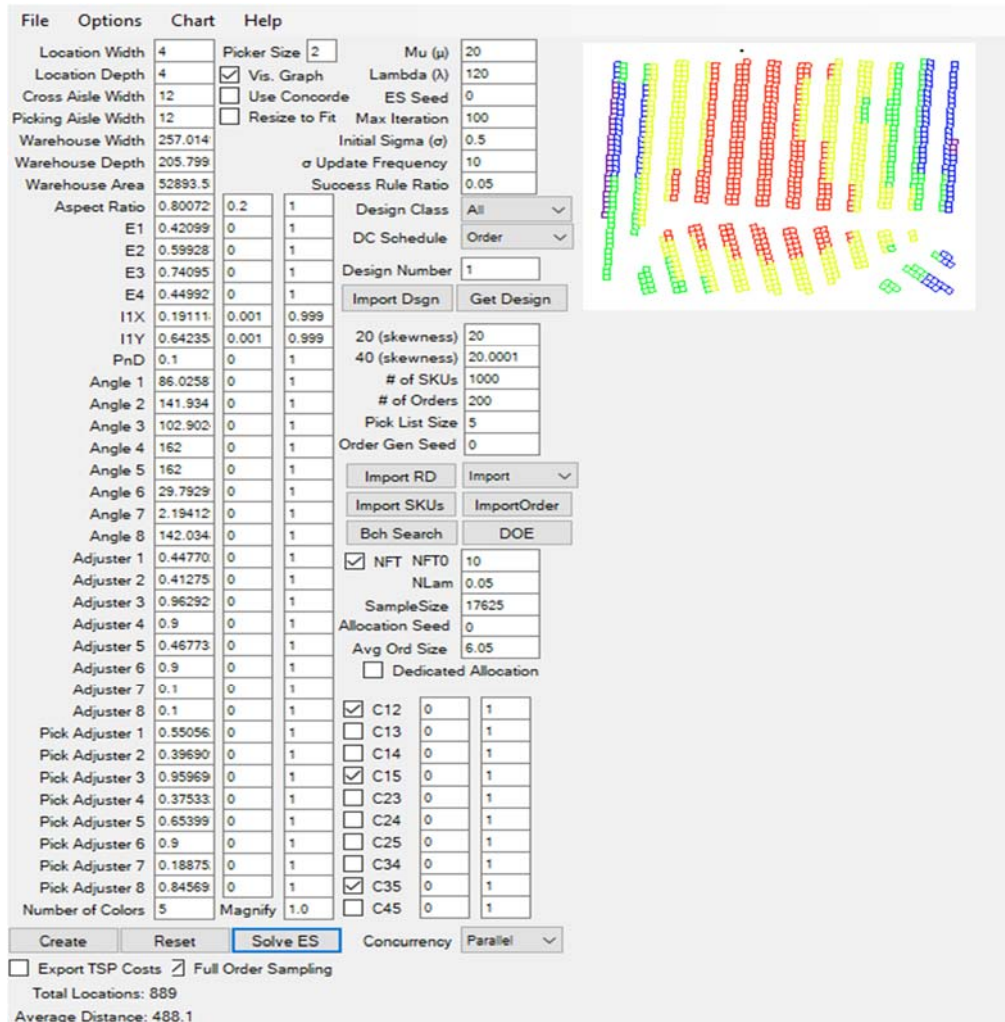 File Options Chart Help
Location Width 4 Picker Size 2 Mu (μ) 20
Location Depth 4 Vis. Graph Lambda (λ) 120
Cross Aisle Width 12 Use Concorde ES Seed 0
Picking Aisle Width 12 Resize to Fit Max Iteration 100
Warehouse Width 257.014 Initial Sigma (σ) 0.5
Warehouse Depth 205.799 σ Update Frequency 10
Warehouse Area 52893.5 Success Rule Ratio 0.05
Aspect Ratio 0.80072 0.2 1 Design Class All
E1 0.42099 0 1 DC Schedule Order
E2 0.59928 0 1
E3 0.74095 0 1 Design Number 1
E4 0.44992 0 1 Import Dsgn Get Design
I1X 0.19111 0.001 0.999
I1Y 0.64235 0.001 0.999 20 (skewness) 20
PnD 0.1 0 1 40 (skewness) 20.0001
Angle 1 86.0258 0 1 # of SKUs 1000
Angle 2 141.934 0 1 # of Orders 200
Angle 3 102.902 0 1 Pick List Size 5
Angle 4 162 0 1 Order Gen Seed 0
Angle 5 162 0 1 Import RD Import
Angle 6 29.7929 0 1 Import SKUs ImportOrder
Angle 7 2.19412 0 1 Bch Search DOE
Angle 8 142.034 0 1
Adjuster 1 0.44770 0 1 NFT NFT0 10
Adjuster 2 0.41275 0 1 NLam 0.05
Adjuster 3 0.96292 0 1 SampleSize 17625
Adjuster 4 0.9 0 1 Allocation Seed 0
Adjuster 5 0.46773 0 1 Avg Ord Size 6.05
Adjuster 6 0.9 0 1 Dedicated Allocation
Adjuster 7 0.1 0 1
Adjuster 8 0.1 0 1 C12 0 1
Pick Adjuster 1 0.55056 0 1 C13 0 1
Pick Adjuster 2 0.39690 0 1 C14 0 1
Pick Adjuster 3 0.95969 0 1 C15 0 1
Pick Adjuster 4 0.37533 0 1 C23 0 1
Pick Adjuster 5 0.65399 0 1 C24 0 1
Pick Adjuster 6 0.9 0 1 C25 0 1
Pick Adjuster 7 0.18875 0 1 C34 0 1
Pick Adjuster 8 0.84569 0 1 C35 0 1
Number of Colors 5 Magnify 1.0 C45 0 1
Create Reset Solve ES Concurrency Parallel
Export TSP Costs Full Order Sampling
Total Locations: 889
Average Distance: 488.1